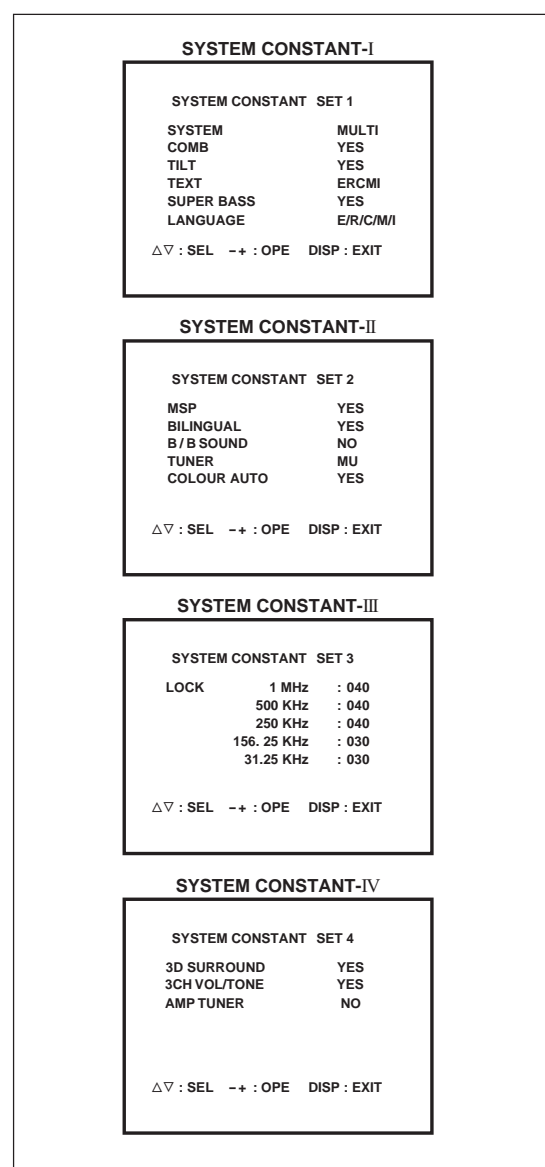 SYSTEM CONSTANT-I
SYSTEM CONSTANT SET 1
SYSTEM MULTI
COMB YES
TILT YES
TEXT ERCMI
SUPER BASS YES
LANGUAGE E/R/C/M/I
△▽ : SEL −+ : OPE DISP : EXIT
SYSTEM CONSTANT-II
SYSTEM CONSTANT SET 2
MSP YES
BILINGUAL YES
B / B SOUND NO
TUNER MU
COLOUR AUTO YES
△▽ : SEL −+ : OPE DISP : EXIT
SYSTEM CONSTANT-III
SYSTEM CONSTANT SET 3
LOCK 1 MHz : 040
500 KHz : 040
250 KHz : 040
156. 25 KHz : 030
31.25 KHz : 030
△▽ : SEL −+ : OPE DISP : EXIT
SYSTEM CONSTANT-IV
SYSTEM CONSTANT SET 4
3D SURROUND YES
3CH VOL/TONE YES
AMP TUNER NO
△▽ : SEL −+ : OPE DISP : EXIT